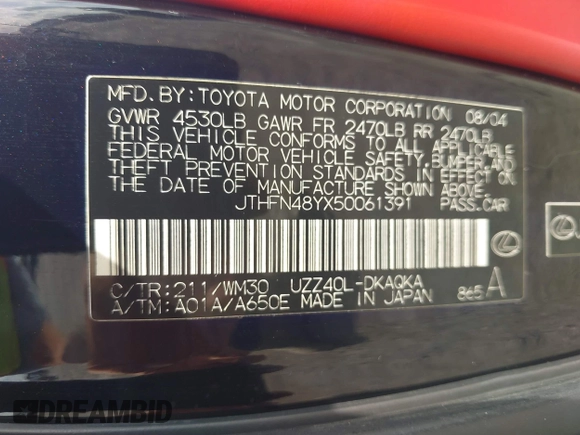 MFD. BY: TOYOTA MOTOR CORPORATION 08/04
GVWR 4530LB GAWR FR 2470LB RR 2470LB
THIS VEHICLE CONFORMS TO ALL APPLICABLE
FEDERAL MOTOR VEHICLE SAFETY, BUMPER, AND
THEFT PREVENTION STANDARDS IN EFFECT ON
THE DATE OF MANUFACTURE SHOWN ABOVE.
JTHFN48YX50061391 PASS.CAR
C/TR: 211/WM30 UZZ40L-DKAQKA
A/TM: A01A/A650E MADE IN JAPAN 865 A
DREAMBID